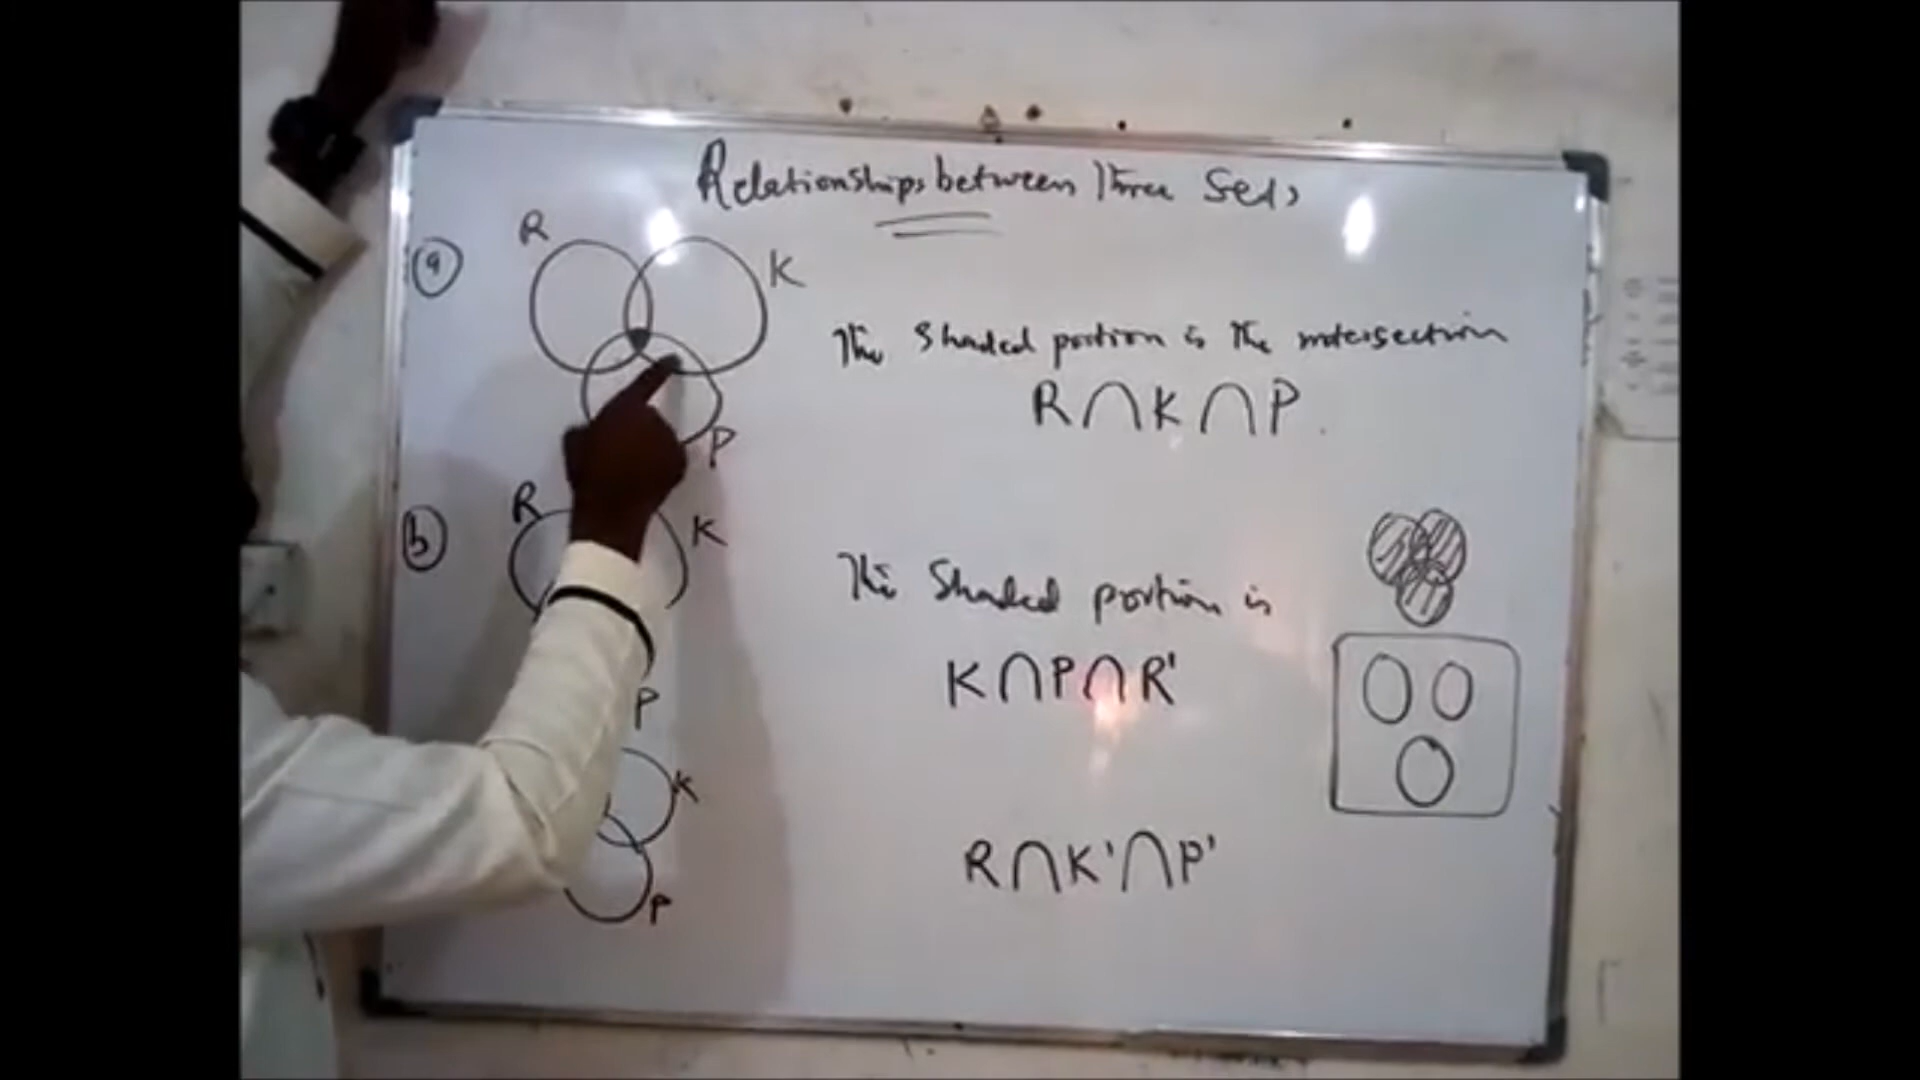 Relationships between Three Sets
a
R
K
The Shaded portion is the intersection
R∩K∩P.
P
b
R
K
The Shaded portion is
K∩P∩R'
P
K
R∩K'∩P'
P